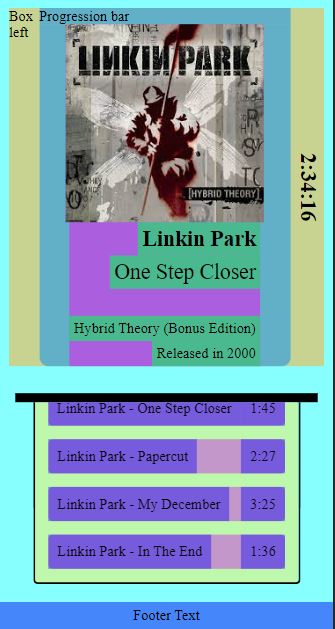 Box left
Progression bar
LINKIN PARK
[HYBRID THEORY]
2:34:16
Linkin Park
One Step Closer
Hybrid Theory (Bonus Edition)
Released in 2000
Linkin Park - One Step Closer 1:45
Linkin Park - Papercut 2:27
Linkin Park - My December 3:25
Linkin Park - In The End 1:36
Footer Text